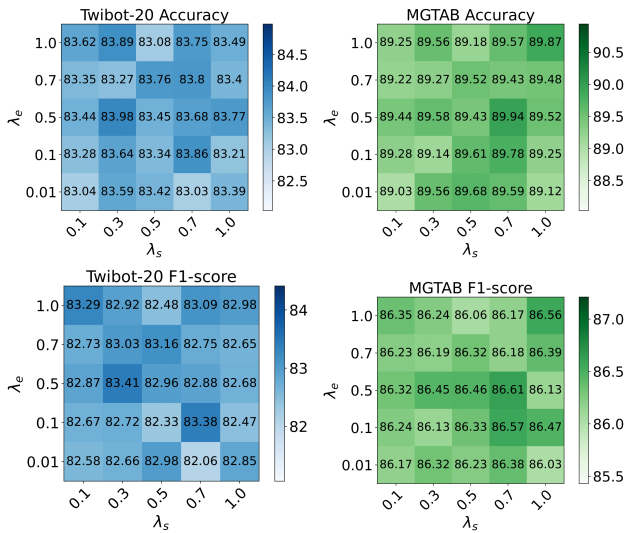 Twibot-20 Accuracy
1.0 83.62 83.89 83.08 83.75 83.49
0.7 83.35 83.27 83.76 83.8 83.4
0.5 83.44 83.98 83.45 83.68 83.77
0.1 83.28 83.64 83.34 83.86 83.21
0.01 83.04 83.59 83.42 83.03 83.39
0.1 0.3 0.5 0.7 1.0
λs
λe
84.5
84.0
83.5
83.0
82.5
MGTAB Accuracy
1.0 89.25 89.56 89.18 89.57 89.87
0.7 89.22 89.27 89.52 89.43 89.48
0.5 89.44 89.58 89.43 89.94 89.52
0.1 89.28 89.14 89.61 89.78 89.25
0.01 89.03 89.56 89.68 89.59 89.12
0.1 0.3 0.5 0.7 1.0
λs
λe
90.5
90.0
89.5
89.0
88.5
Twibot-20 F1-score
1.0 83.29 82.92 82.48 83.09 82.98
0.7 82.73 83.03 83.16 82.75 82.65
0.5 82.87 83.41 82.96 82.88 82.68
0.1 82.67 82.72 82.33 83.38 82.47
0.01 82.58 82.66 82.98 82.06 82.85
0.1 0.3 0.5 0.7 1.0
λs
λe
84
83
82
MGTAB F1-score
1.0 86.35 86.24 86.06 86.17 86.56
0.7 86.23 86.19 86.32 86.18 86.39
0.5 86.32 86.45 86.46 86.61 86.13
0.1 86.24 86.13 86.33 86.57 86.47
0.01 86.17 86.32 86.23 86.38 86.03
0.1 0.3 0.5 0.7 1.0
λs
λe
87.0
86.5
86.0
85.5